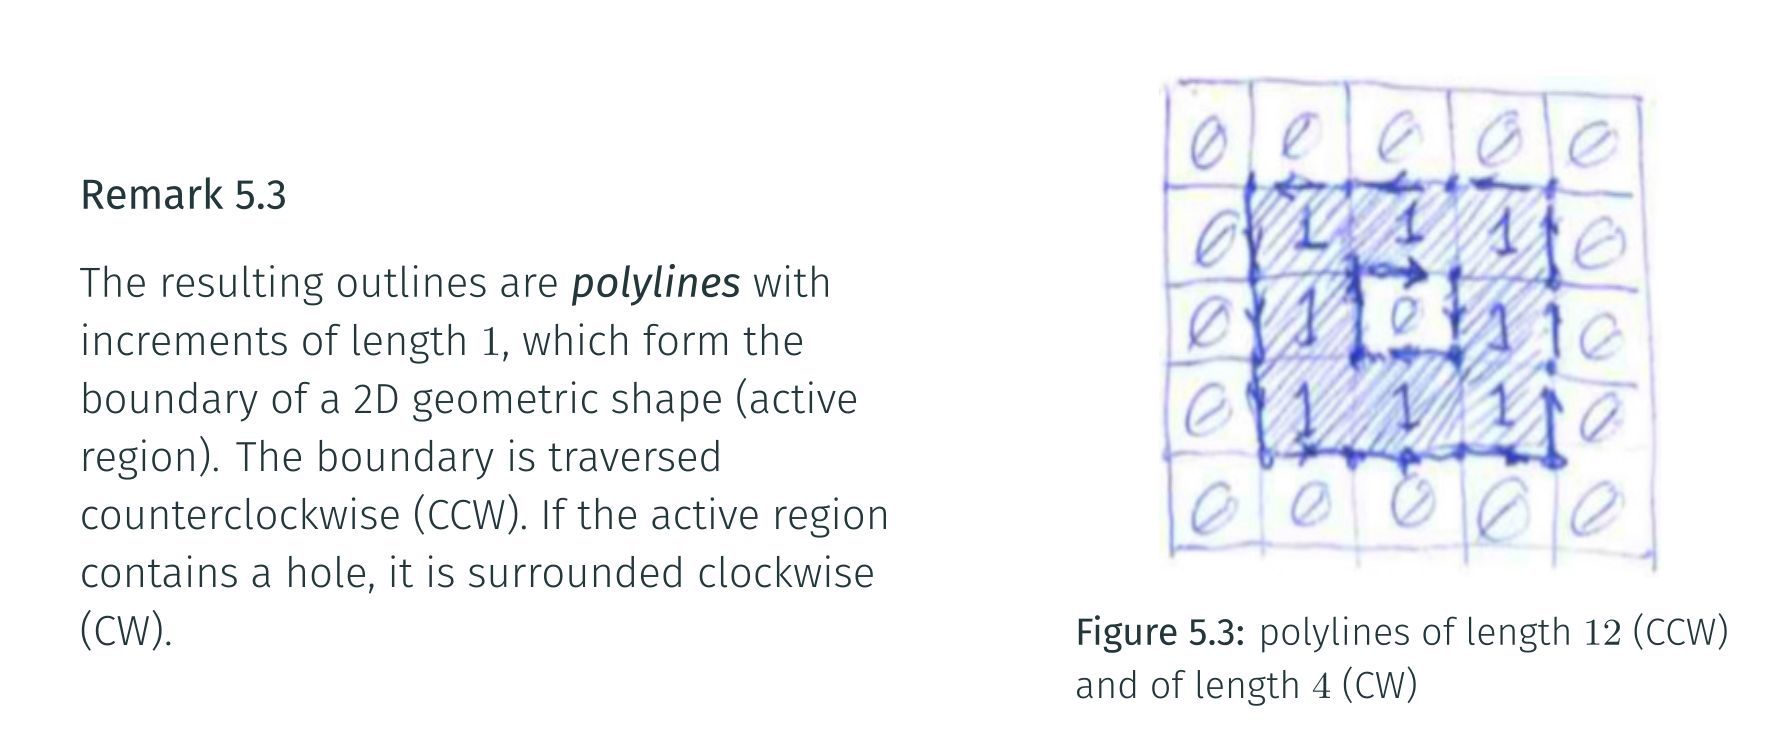 Remark 5.3
The resulting outlines are polylines with
increments of length 1, which form the
boundary of a 2D geometric shape (active
region). The boundary is traversed
counterclockwise (CCW). If the active region
contains a hole, it is surrounded clockwise
(CW).
0 0 0 0 0
0 1 1 1 0
0 1 0 1 0
0 1 1 1 0
0 0 0 0 0
Figure 5.3: polylines of length 12 (CCW)
and of length 4 (CW)